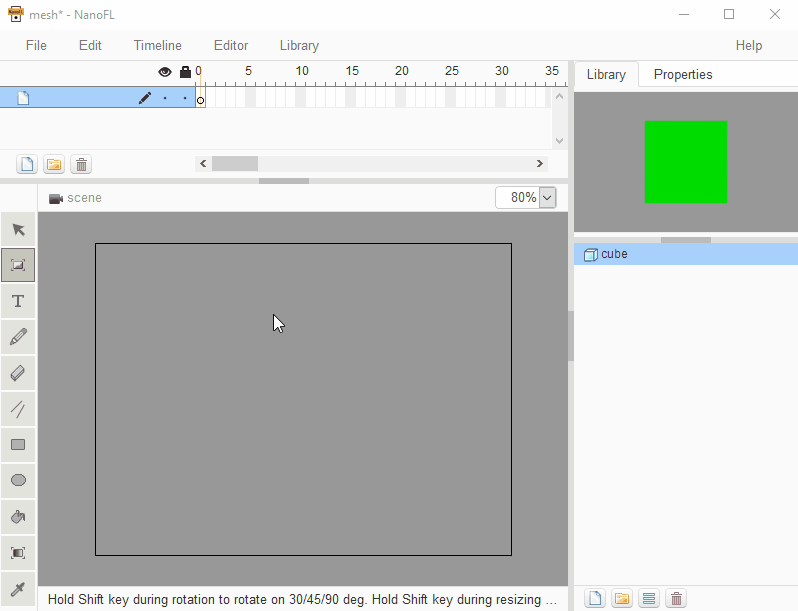 mesh* - NanoFL
File Edit Timeline Editor Library Help
0 5 10 15 20 25 30 35
Library Properties
scene
80%
cube
T
Hold Shift key during rotation to rotate on 30/45/90 deg. Hold Shift key during resizing ...